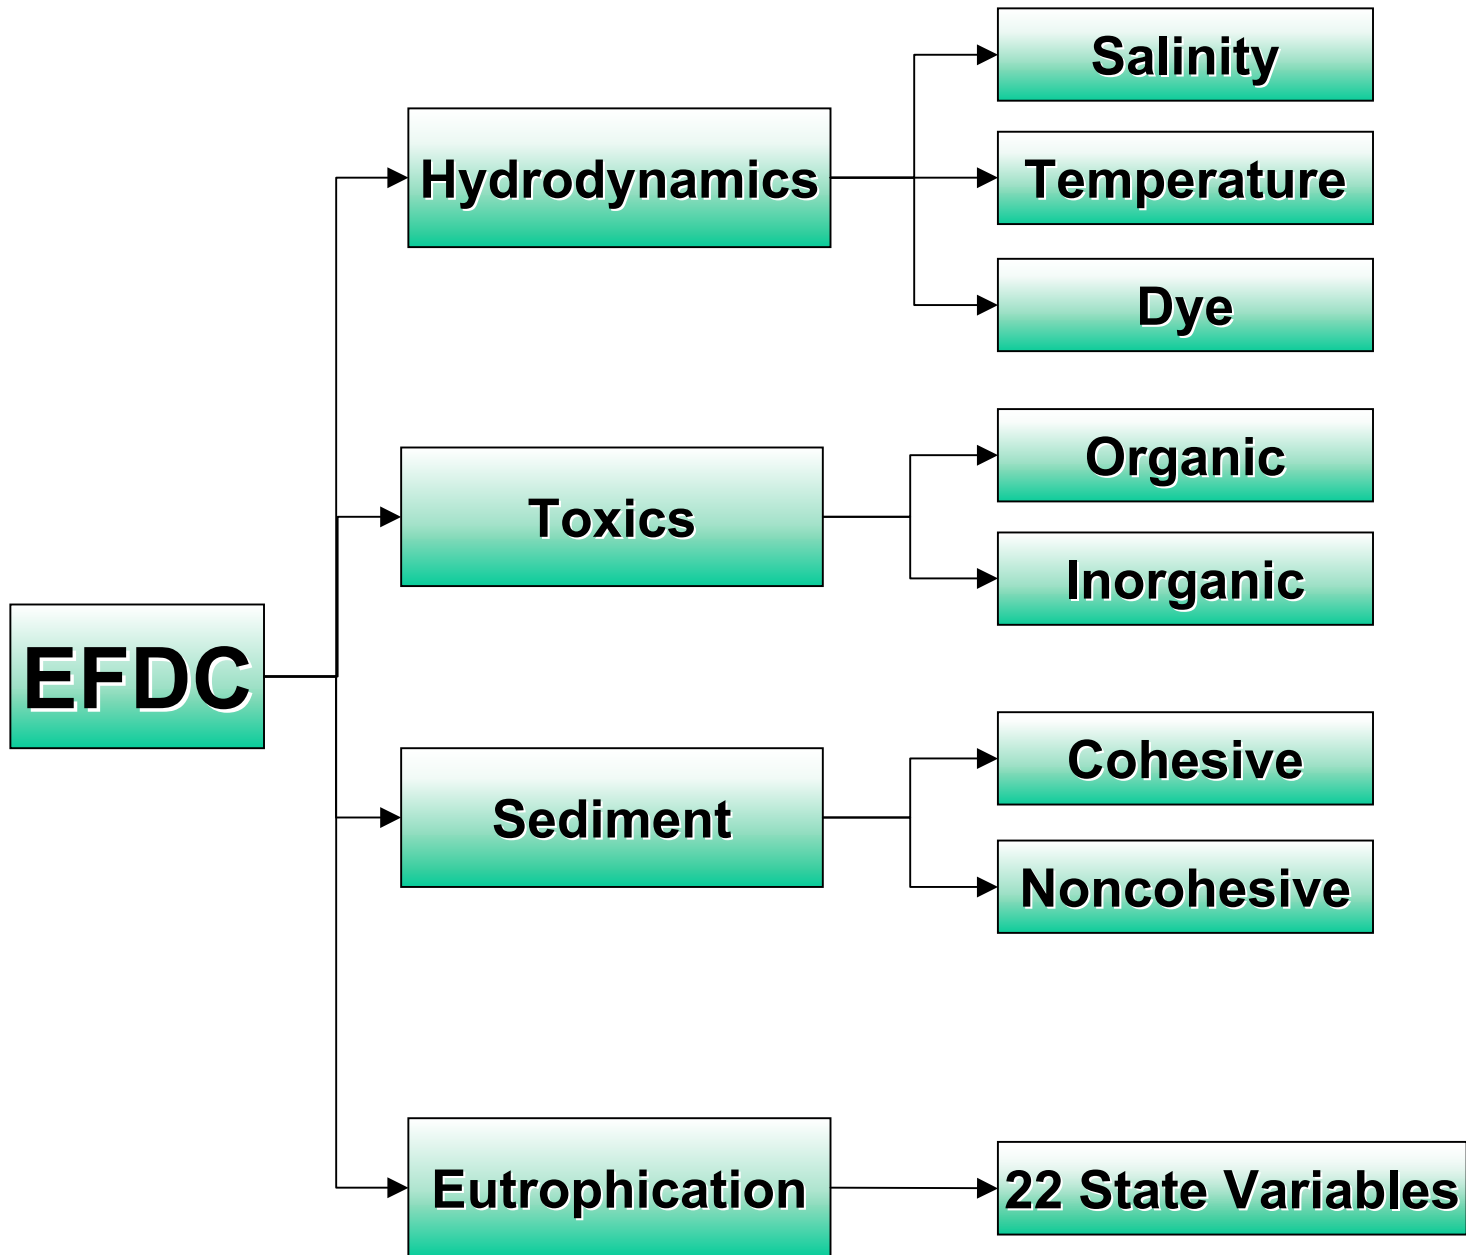 EFDC
Hydrodynamics
Salinity
Temperature
Dye
Toxics
Organic
Inorganic
Sediment
Cohesive
Noncohesive
Eutrophication
22 State Variables